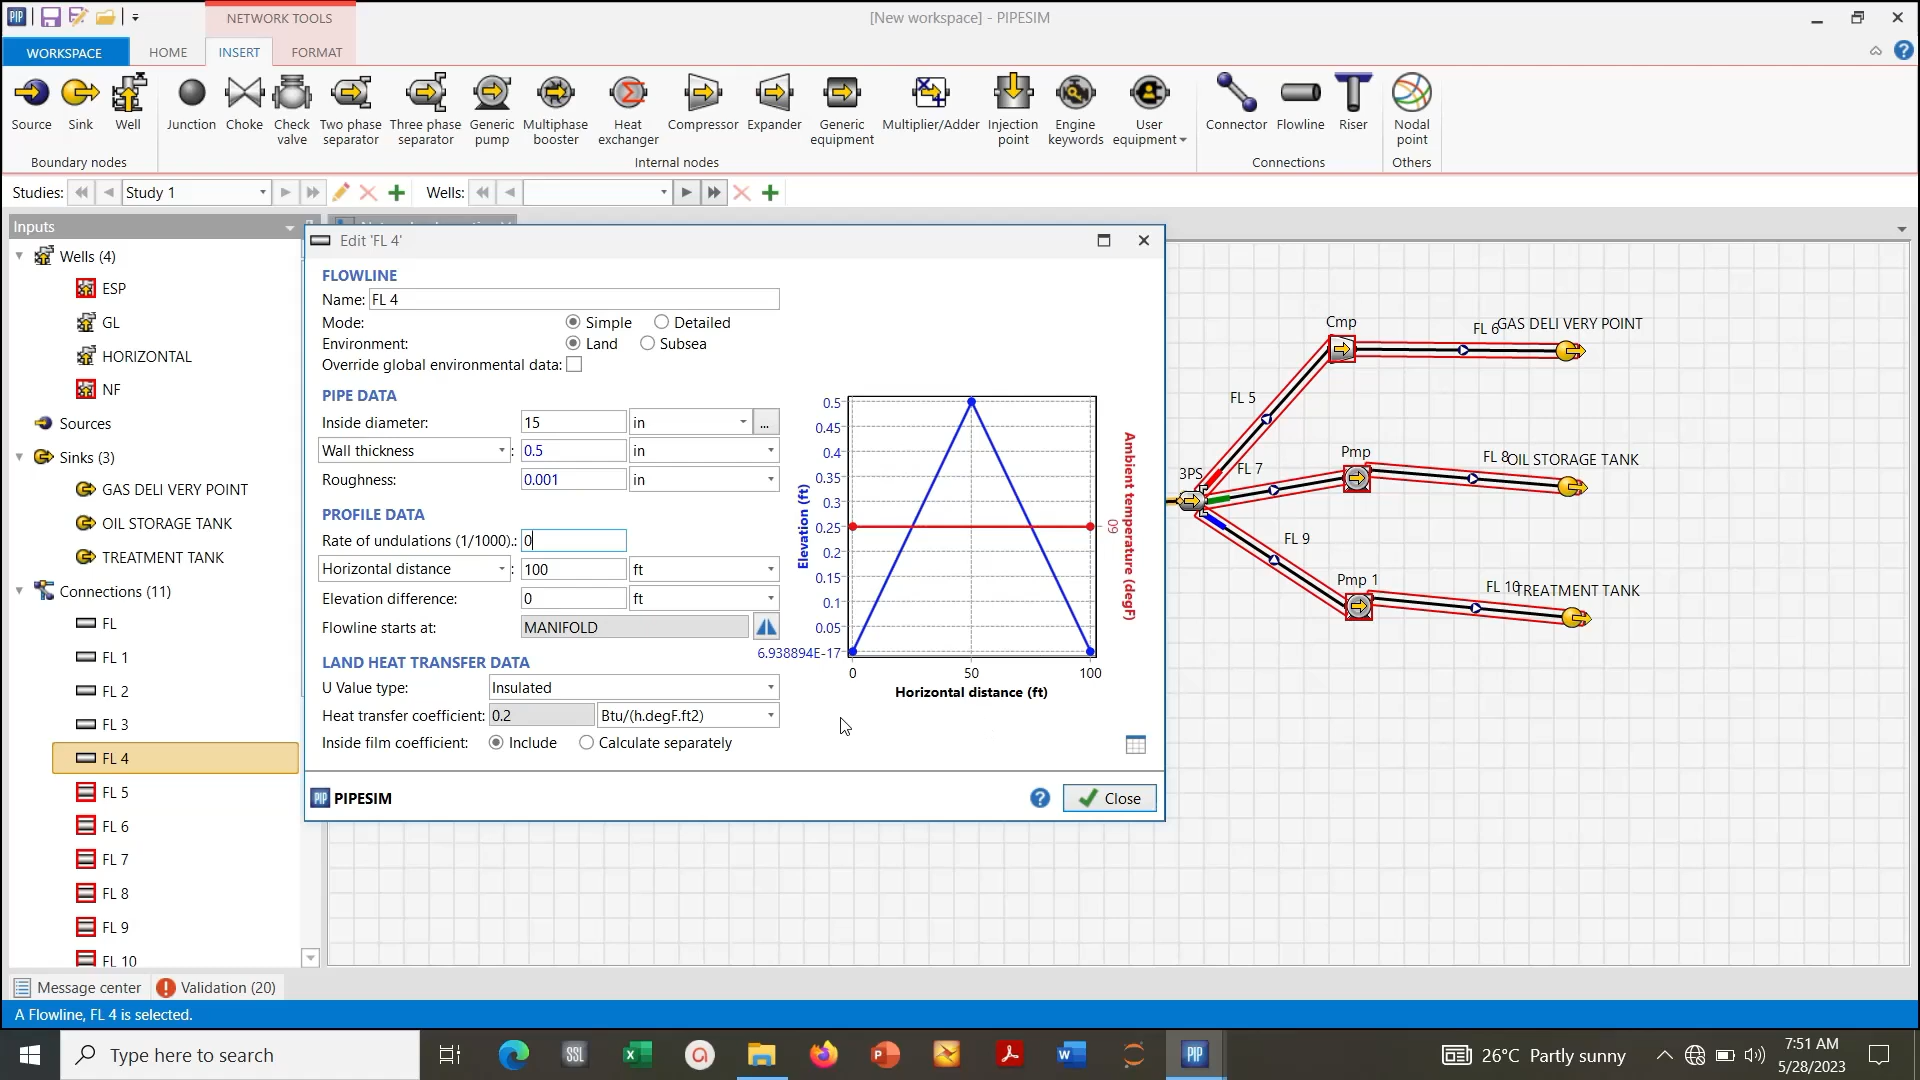 PIP
NETWORK TOOLS
[New workspace] - PIPESIM
WORKSPACE
HOME
INSERT
FORMAT
Source
Sink
Well
Junction
Choke
Check valve
Two phase separator
Three phase separator
Generic pump
Multiphase booster
Heat exchanger
Compressor
Expander
Generic equipment
Multiplier/Adder
Injection point
Engine keywords
User equipment
Connector
Flowline
Riser
Nodal point
Boundary nodes
Internal nodes
Connections
Others
Studies:
Study 1
Wells:
Inputs
Wells (4)
ESP
GL
HORIZONTAL
NF
Sources
Sinks (3)
GAS DELI VERY POINT
OIL STORAGE TANK
TREATMENT TANK
Connections (11)
FL
FL 1
FL 2
FL 3
FL 4
FL 5
FL 6
FL 7
FL 8
FL 9
FL 10
Edit 'FL 4'
FLOWLINE
Name: FL 4
Mode: Simple Detailed
Environment: Land Subsea
Override global environmental data:
PIPE DATA
Inside diameter: 15 in ...
Wall thickness : 0.5 in
Roughness: 0.001 in
PROFILE DATA
Rate of undulations (1/1000).: 0
Horizontal distance : 100 ft
Elevation difference: 0 ft
Flowline starts at: MANIFOLD
LAND HEAT TRANSFER DATA
U Value type: Insulated
Heat transfer coefficient: 0.2 Btu/(h.degF.ft2)
Inside film coefficient: Include Calculate separately
Elevation (ft)
0.5
0.45
0.4
0.35
0.3
0.25
0.2
0.15
0.1
0.05
6.938894E-17
0 50 100
Horizontal distance (ft)
60
Ambient temperature (degF)
PIP PIPESIM
Close
Cmp
FL 6
GAS DELI VERY POINT
FL 5
Pmp
FL 8
OIL STORAGE TANK
3PS
FL 7
FL 9
Pmp 1
FL 10
TREATMENT TANK
Message center
Validation (20)
A Flowline, FL 4 is selected.
Type here to search
SSL
PIP
26°C Partly sunny
7:51 AM
5/28/2023